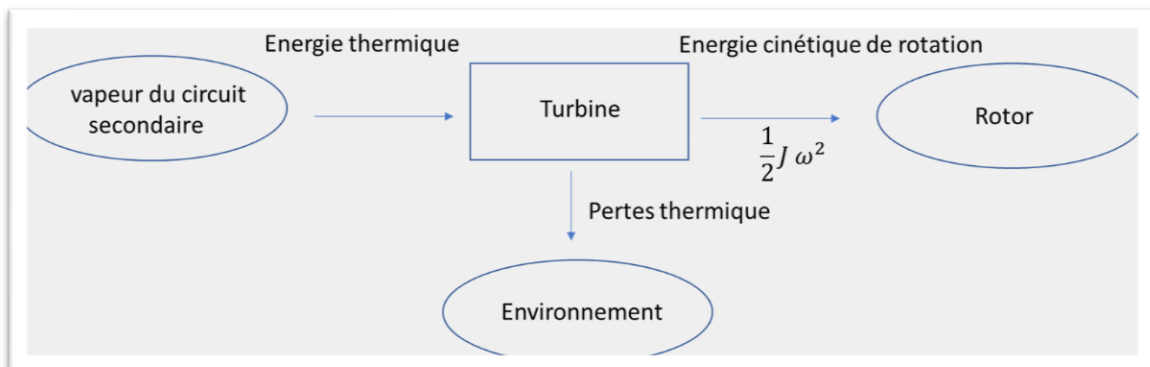 Energie thermique
Energie cinétique de rotation
vapeur du circuit
secondaire
Turbine
Rotor
1/2 J ω²
Pertes thermique
Environnement